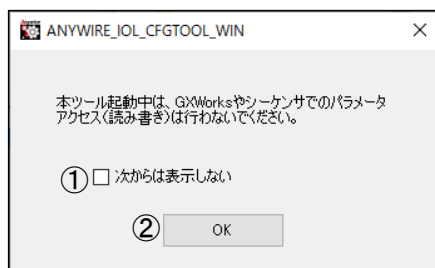 ANYWIRE_IOL_CFGTOOL_WIN
本ツール起動中は、GXWorksやシーケンサでのパラメータ
アクセス(読み書き)は行わないでください。
① 次からは表示しない
② OK